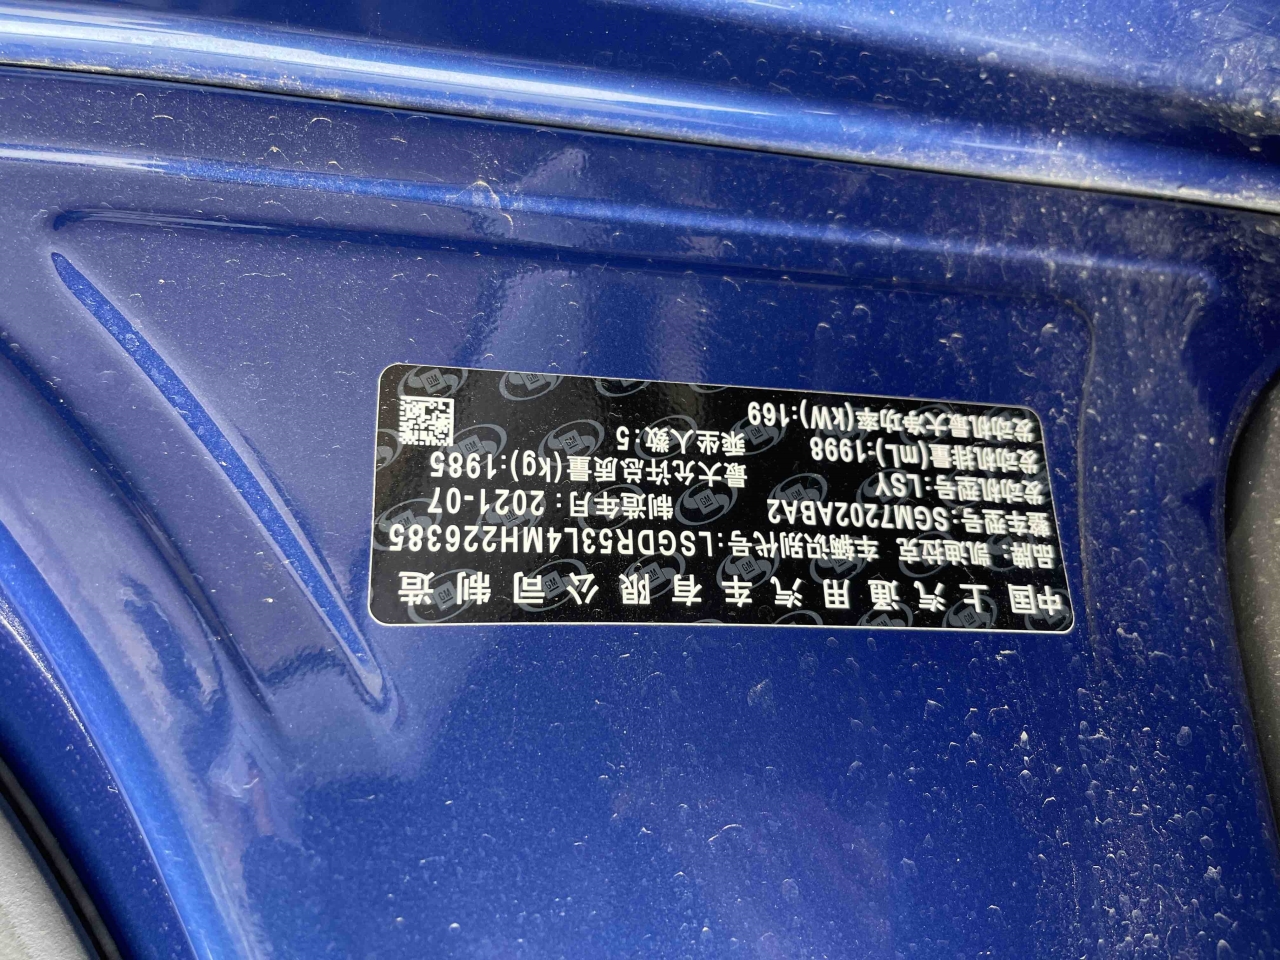 中国 上汽通用汽车有限公司制造
品牌：凯迪拉克 车辆识别代号:LSGDR53L4MH226385
整车型号:SGM7202ABA2 制造年月：2021-07
发动机型号:LSY 最大允许总质量(kg):1985
发动机排量(mL):1998 乘坐人数:5
发动机最大净功率(kW):169